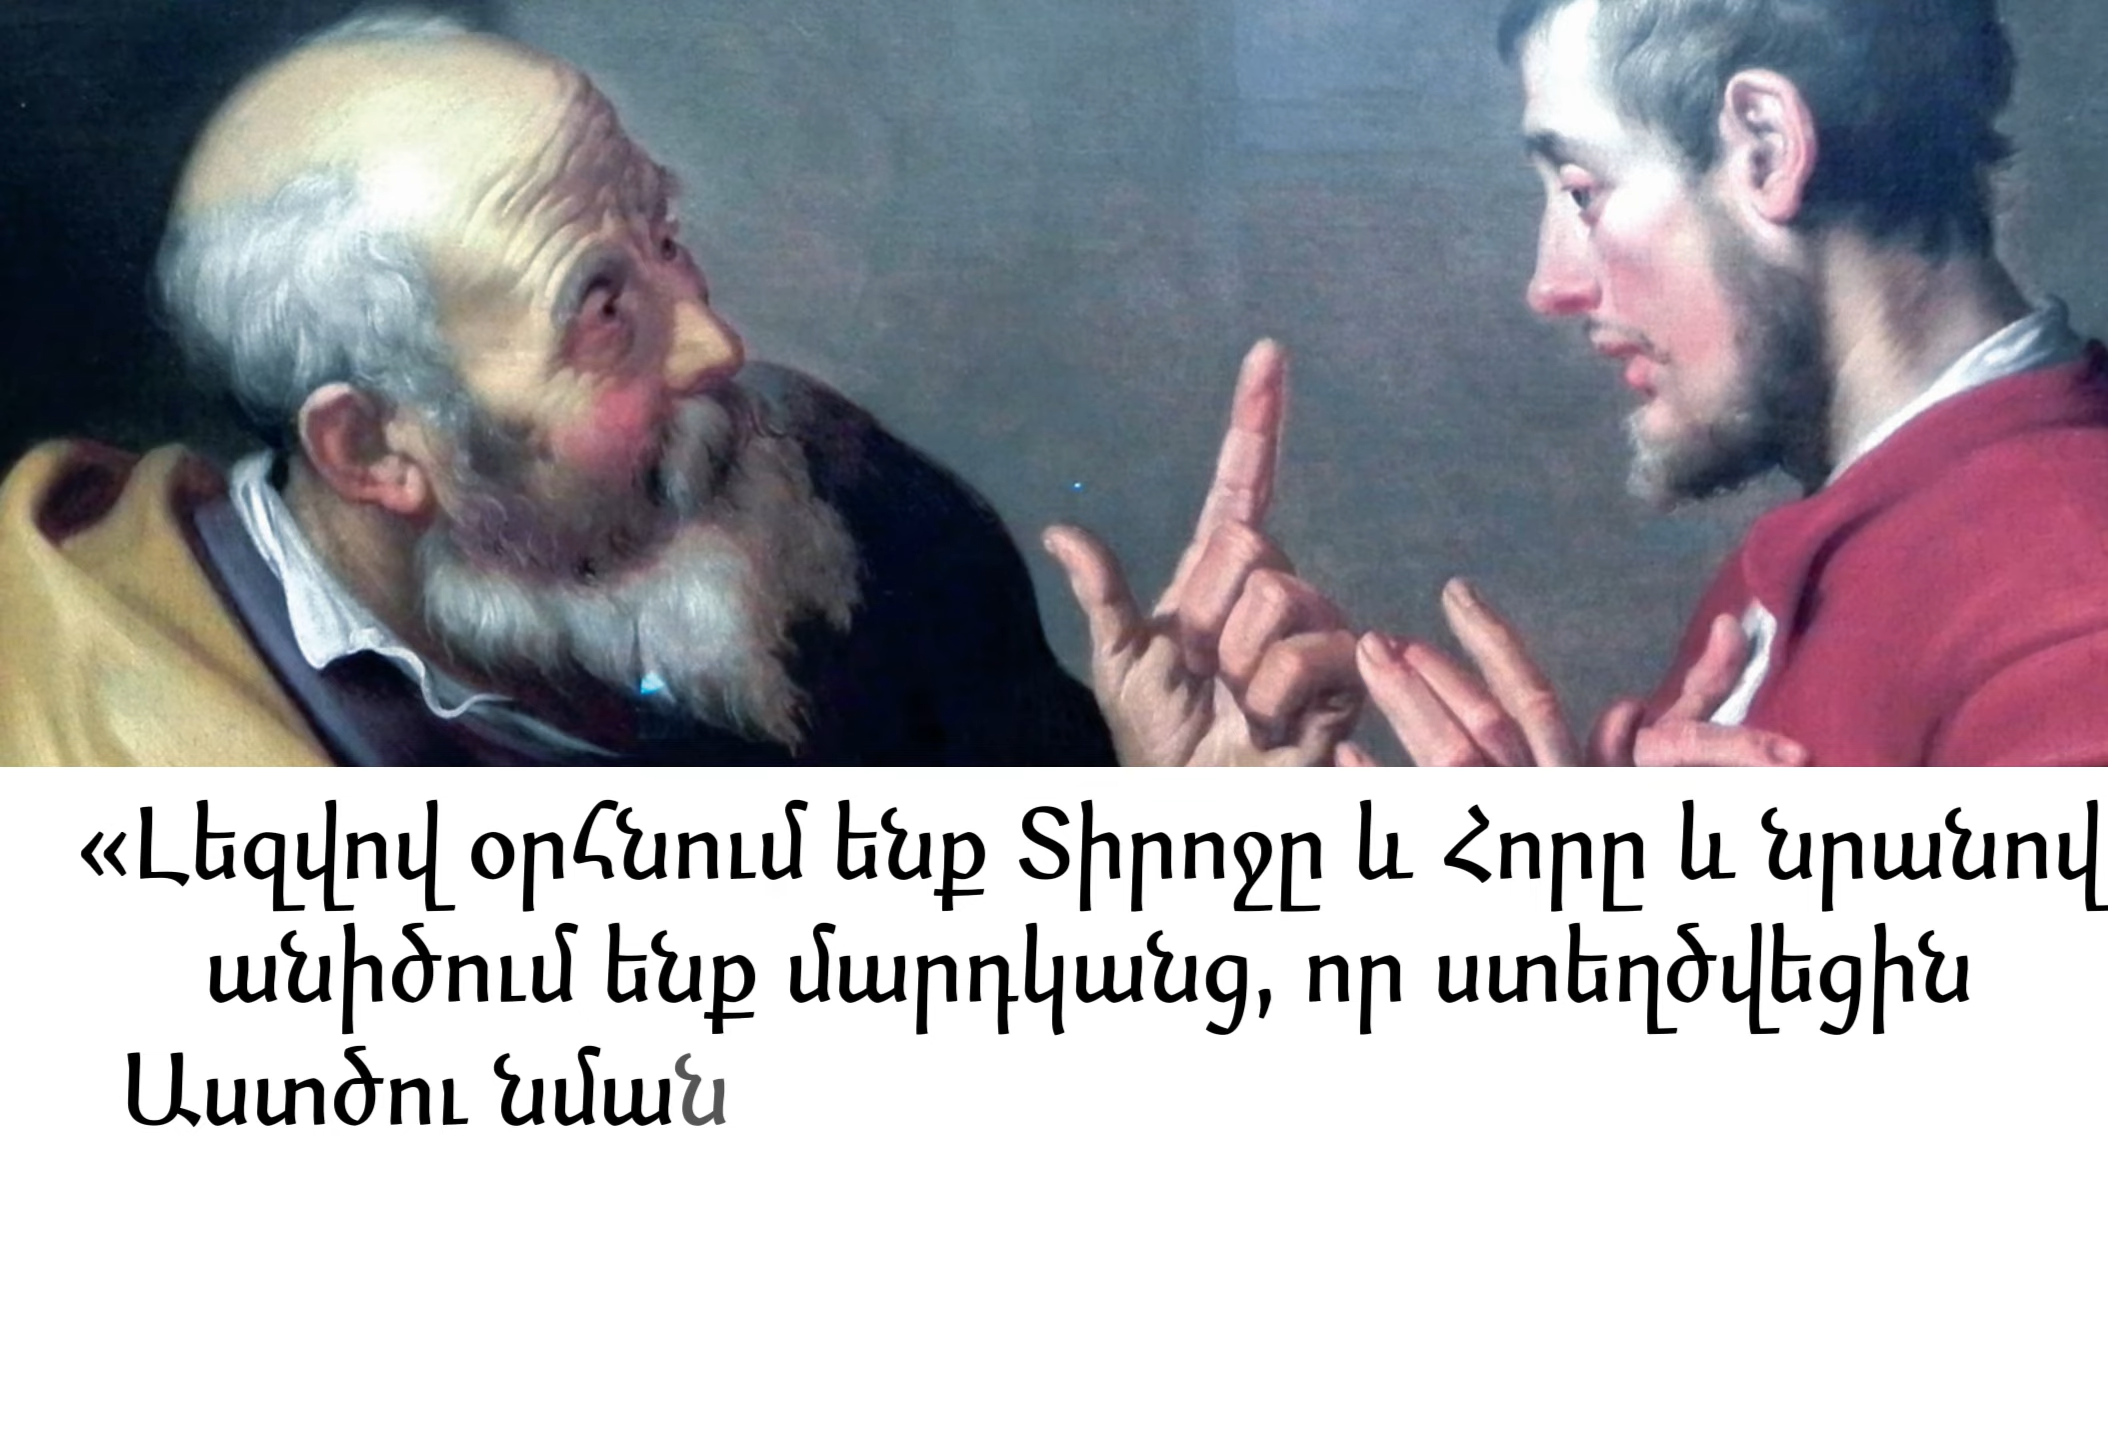 «Լեզվով օրհնում ենք Տիրոջը և Հորը և նրանով
անիծում ենք մարդկանց, որ ստեղծվեցին
Աստծու նման